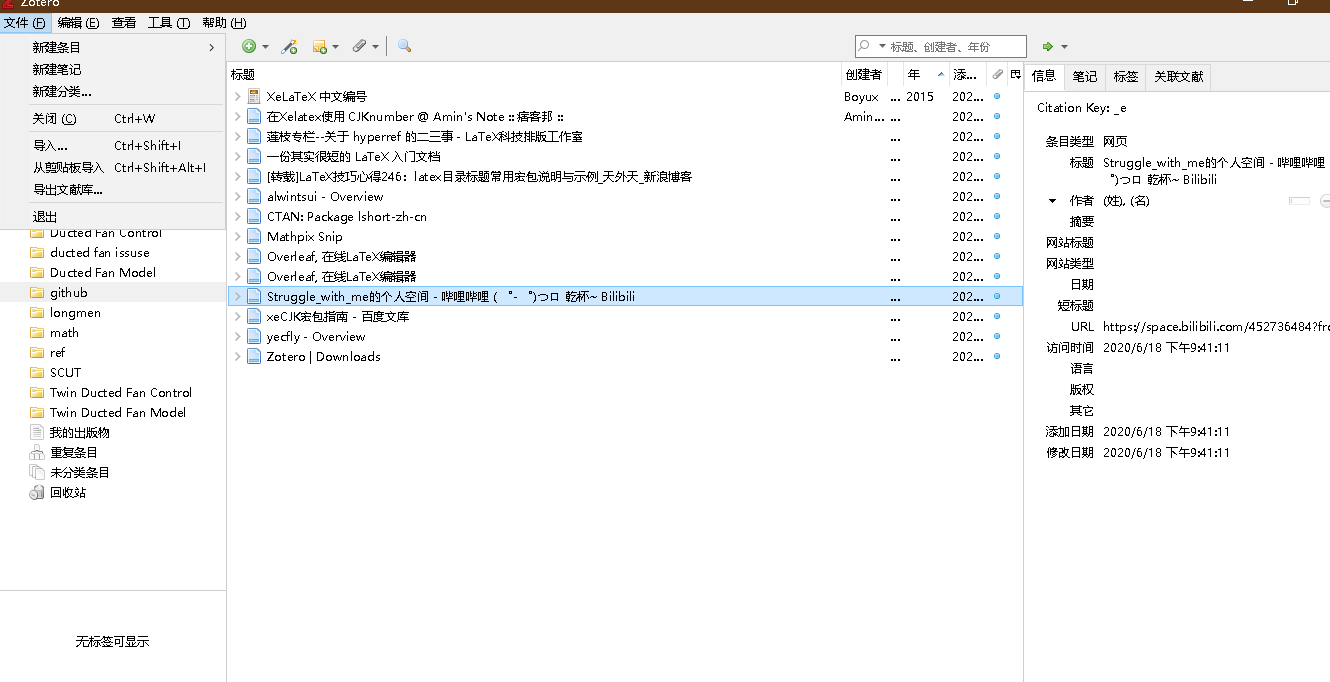 Zotero
文件 (F) 编辑 (E) 查看 工具 (T) 帮助 (H)
新建条目
新建笔记
新建分类...
关闭 (C) Ctrl+W
导入... Ctrl+Shift+I
从剪贴板导入 Ctrl+Shift+Alt+I
导出文献库...
退出
Ducted Fan Control
ducted fan issuse
Ducted Fan Model
github
longmen
math
ref
SCUT
Twin Ducted Fan Control
Twin Ducted Fan Model
我的出版物
重复条目
未分类条目
回收站
无标签可显示
标题、创建者、年份
标题 创建者 年 添...
XeLaTeX 中文编号 Boyux ... 2015 202...
在Xelatex使用 CJKnumber @ Amin's Note :: 痞客邦 :: Amin... ... 202...
莲枝专栏--关于 hyperref 的二三事 - LaTeX科技排版工作室 ... 202...
一份其实很短的 LaTeX 入门文档 ... 202...
[转载]LaTeX技巧心得246：latex目录标题常用宏包说明与示例_天外天_新浪博客 ... 202...
alwintsui - Overview ... 202...
CTAN: Package lshort-zh-cn ... 202...
Mathpix Snip ... 202...
Overleaf, 在线LaTeX编辑器 ... 202...
Overleaf, 在线LaTeX编辑器 ... 202...
Struggle_with_me的个人空间 - 哔哩哔哩 ( ゜- ゜)つロ 乾杯~ Bilibili ... 202...
xeCJK宏包指南 - 百度文库 ... 202...
yecfly - Overview ... 202...
Zotero | Downloads ... 202...
信息 笔记 标签 关联文献
Citation Key: _e
条目类型 网页
标题 Struggle_with_me的个人空间 - 哔哩哔哩
゜)つロ 乾杯~ Bilibili
作者 (姓), (名)
摘要
网站标题
网站类型
日期
短标题
URL https://space.bilibili.com/452736484?fro
访问时间 2020/6/18 下午9:41:11
语言
版权
其它
添加日期 2020/6/18 下午9:41:11
修改日期 2020/6/18 下午9:41:11